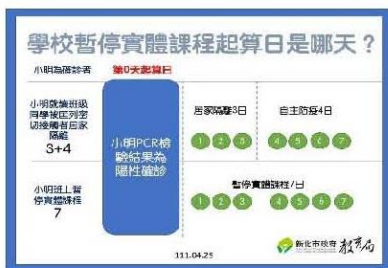 學校暫停實體課程起算日是哪天？
小明為確診者
第0天起算日
小明就讀班級
同學被匡列密
切接觸者居家
隔離
3+4
小明PCR檢
驗結果為
陽性確診
居家隔離3日
自主防疫4日
1 2 3
4 5 6 7
小明班上暫
停實體課程
7
暫停實體課程7日
1 2 3
4 5 6 7
111.04.25
新北市政府 教育局